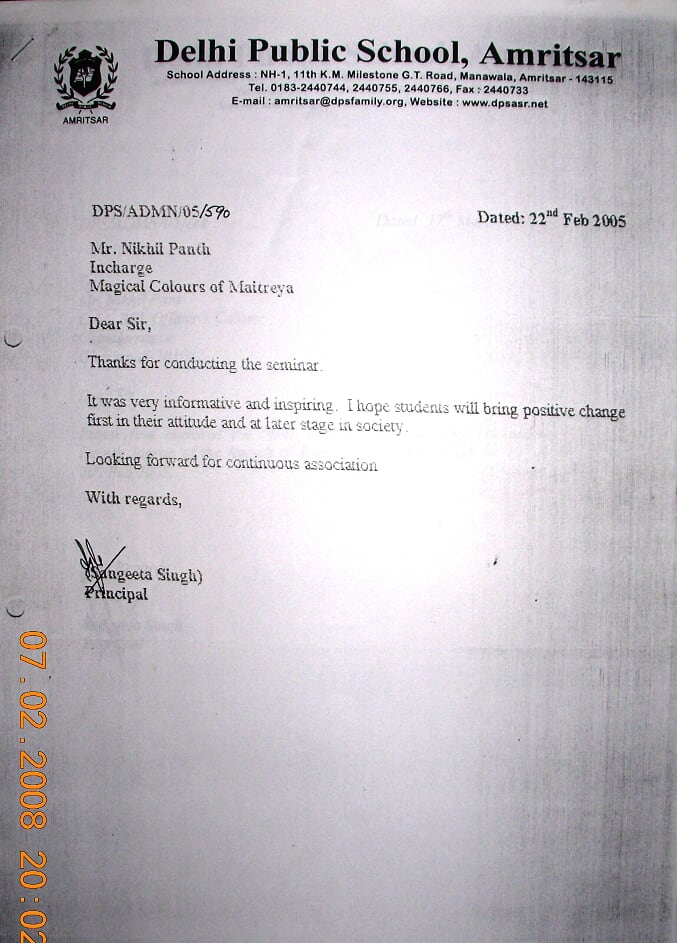 Delhi Public School, Amritsar
School Address : NH-1, 11th K.M. Milestone G.T. Road, Manawala, Amritsar - 143115
Tel. 0183-2440744, 2440755, 2440766, Fax : 2440733
E-mail : amritsar@dpsfamily.org, Website : www.dpsasr.net
AMRITSAR
DPS/ADMN/05/590
Dated: 22nd Feb 2005
Mr. Nikhil Panth
Incharge
Magical Colours of Maitreya
Dear Sir,
Thanks for conducting the seminar.
It was very informative and inspiring. I hope students will bring positive change
first in their attitude and at later stage in society.
Looking forward for continuous association
With regards,
(Sangeeta Singh)
Principal
07.02.2008 20:02